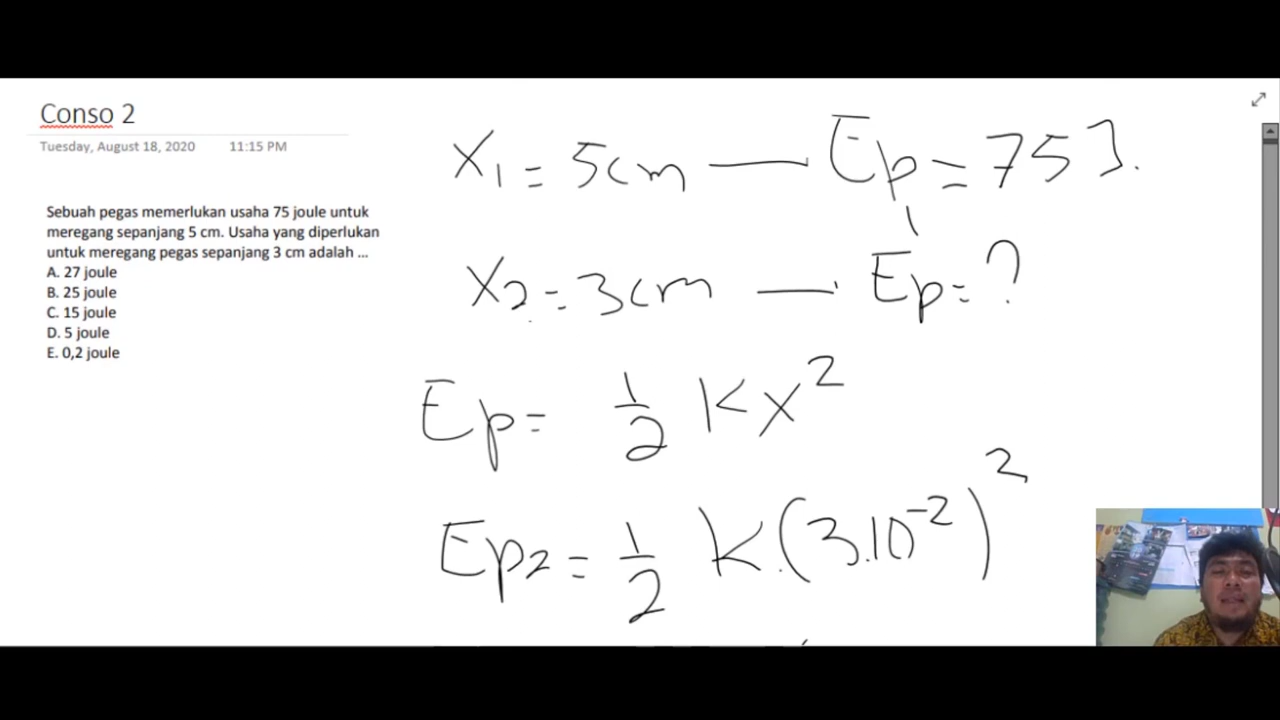 Conso 2
Tuesday, August 18, 2020 11:15 PM
Sebuah pegas memerlukan usaha 75 joule untuk
meregang sepanjang 5 cm. Usaha yang diperlukan
untuk meregang pegas sepanjang 3 cm adalah ...
A. 27 joule
B. 25 joule
C. 15 joule
D. 5 joule
E. 0,2 joule
X₁ = 5cm — Ep₁ = 75 J.
X₂ = 3cm — Ep = ?
Ep = 1/2 K x²
Ep₂ = 1/2 K.(3.10⁻²)²